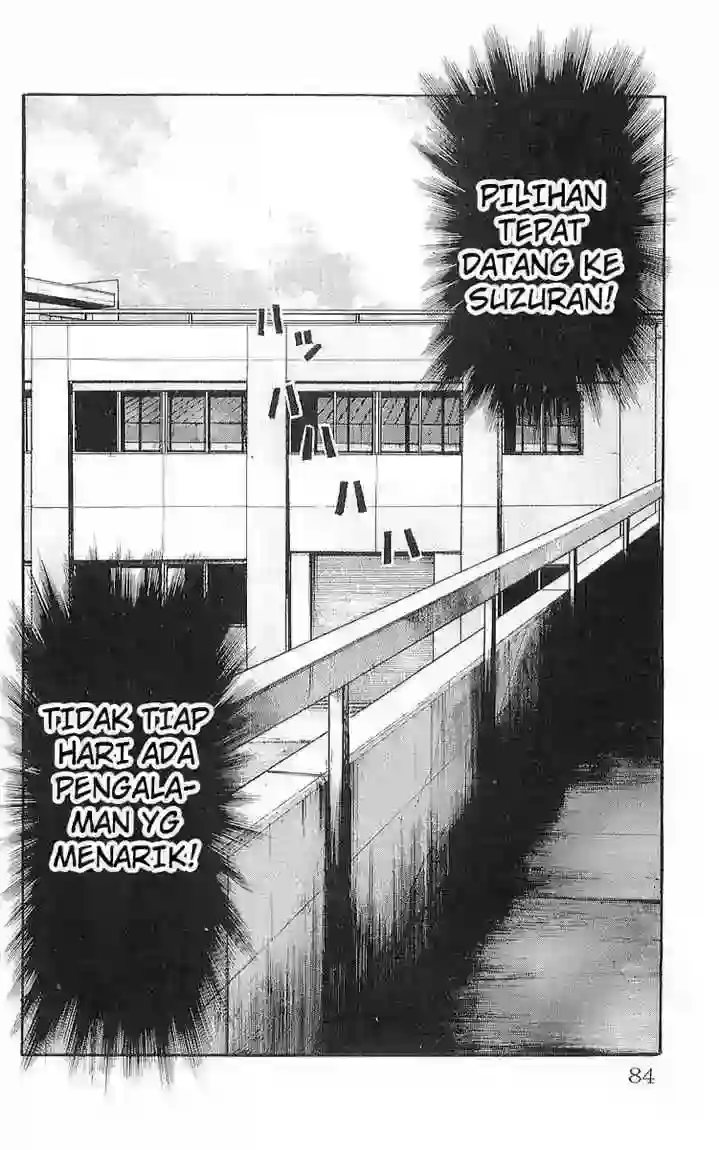 PILIHAN
TEPAT
DATANG KE
SUZURAN!
TIDAK TIAP
HARI ADA
PENGALA-
MAN YG
MENARIK!
84